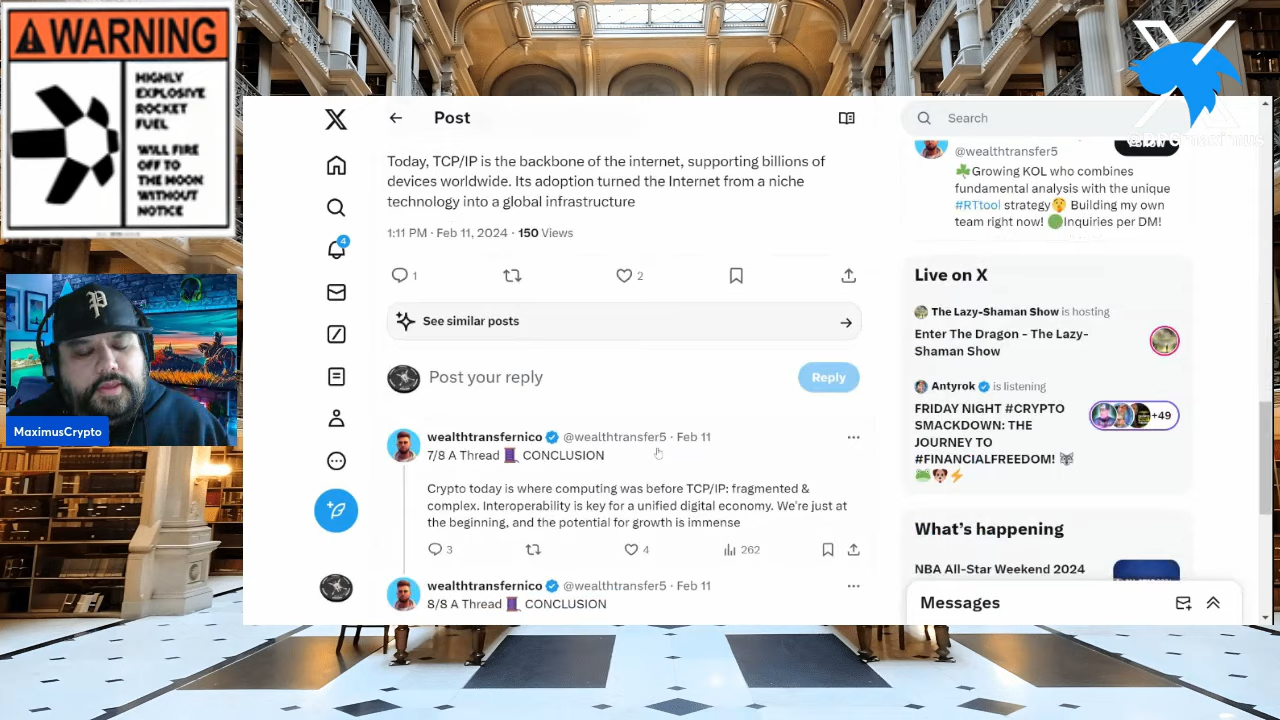 WARNING
HIGHLY
EXPLOSIVE
ROCKET
FUEL
WILL FIRE
OFF TO
THE MOON
WITHOUT
NOTICE
MaximusCrypto
Post
Today, TCP/IP is the backbone of the internet, supporting billions of
devices worldwide. Its adoption turned the Internet from a niche
technology into a global infrastructure
1:11 PM · Feb 11, 2024 · 150 Views
1
2
See similar posts
Post your reply
Reply
4
wealthtransfernico @wealthtransfer5 · Feb 11
7/8 A Thread 🧵 CONCLUSION
Crypto today is where computing was before TCP/IP: fragmented &
complex. Interoperability is key for a unified digital economy. We're just at
the beginning, and the potential for growth is immense
3
4
262
wealthtransfernico @wealthtransfer5 · Feb 11
8/8 A Thread 🧵 CONCLUSION
Search
@wealthtransfer5
☘️Growing KOL who combines
fundamental analysis with the unique
#RTtool strategy🤫 Building my own
team right now! 🟢Inquiries per DM!
Live on X
The Lazy-Shaman Show is hosting
Enter The Dragon - The Lazy-
Shaman Show
Antyrok is listening
FRIDAY NIGHT #CRYPTO
SMACKDOWN: THE
JOURNEY TO
#FINANCIALFREEDOM! 🐺
🐸🐶⚡
+49
What's happening
NBA All-Star Weekend 2024
Messages